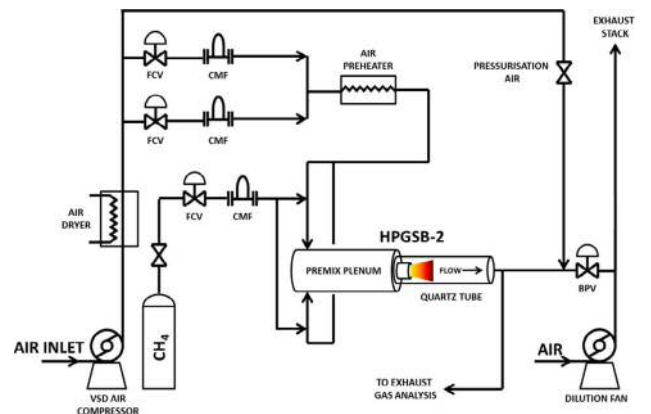 EXHAUST
STACK
AIR
PREHEATER
PRESSURISATION
AIR
FCV
CMF
FCV
CMF
AIR
DRYER
FCV
CMF
HPGSB-2
PREMIX PLENUM
FLOW
QUARTZ TUBE
BPV
CH4
AIR INLET
AIR
TO EXHAUST
GAS ANALYSIS
VSD AIR
COMPRESSOR
DILUTION FAN